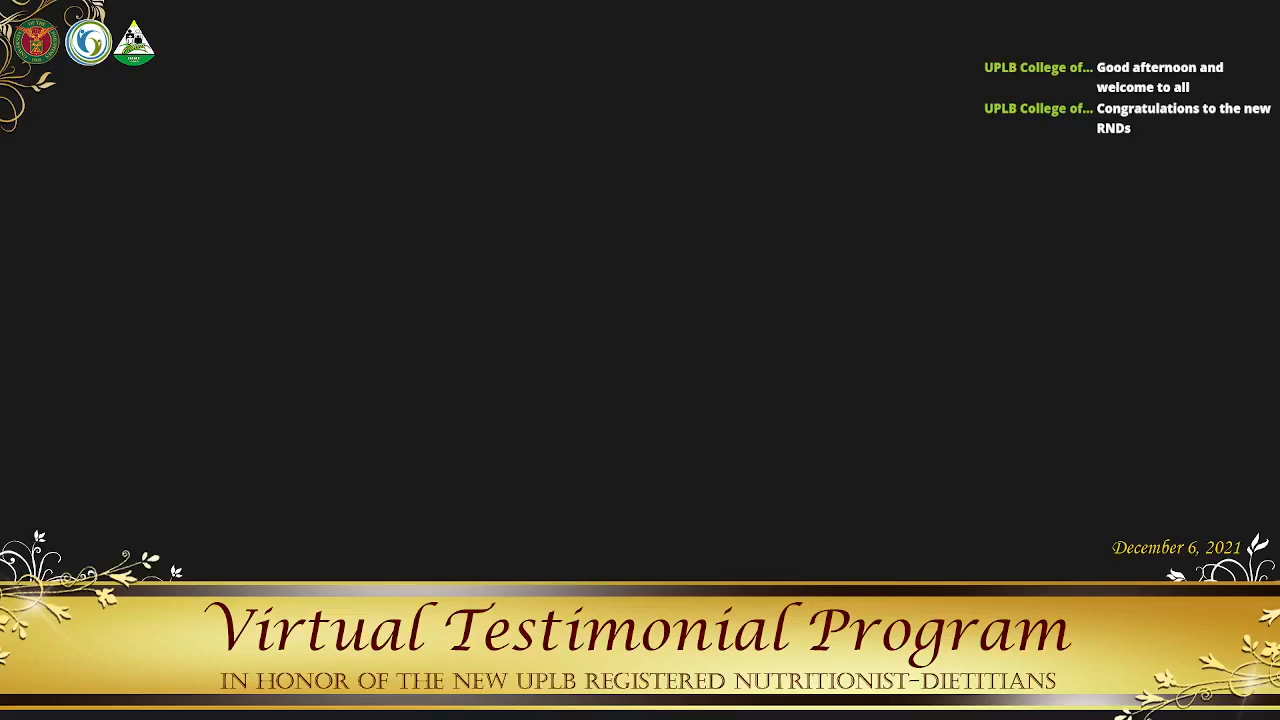 UPLB College of... Good afternoon and
welcome to all
UPLB College of... Congratulations to the new
RNDs
December 6, 2021
Virtual Testimonial Program
IN HONOR OF THE NEW UPLB REGISTERED NUTRITIONIST-DIETITIANS